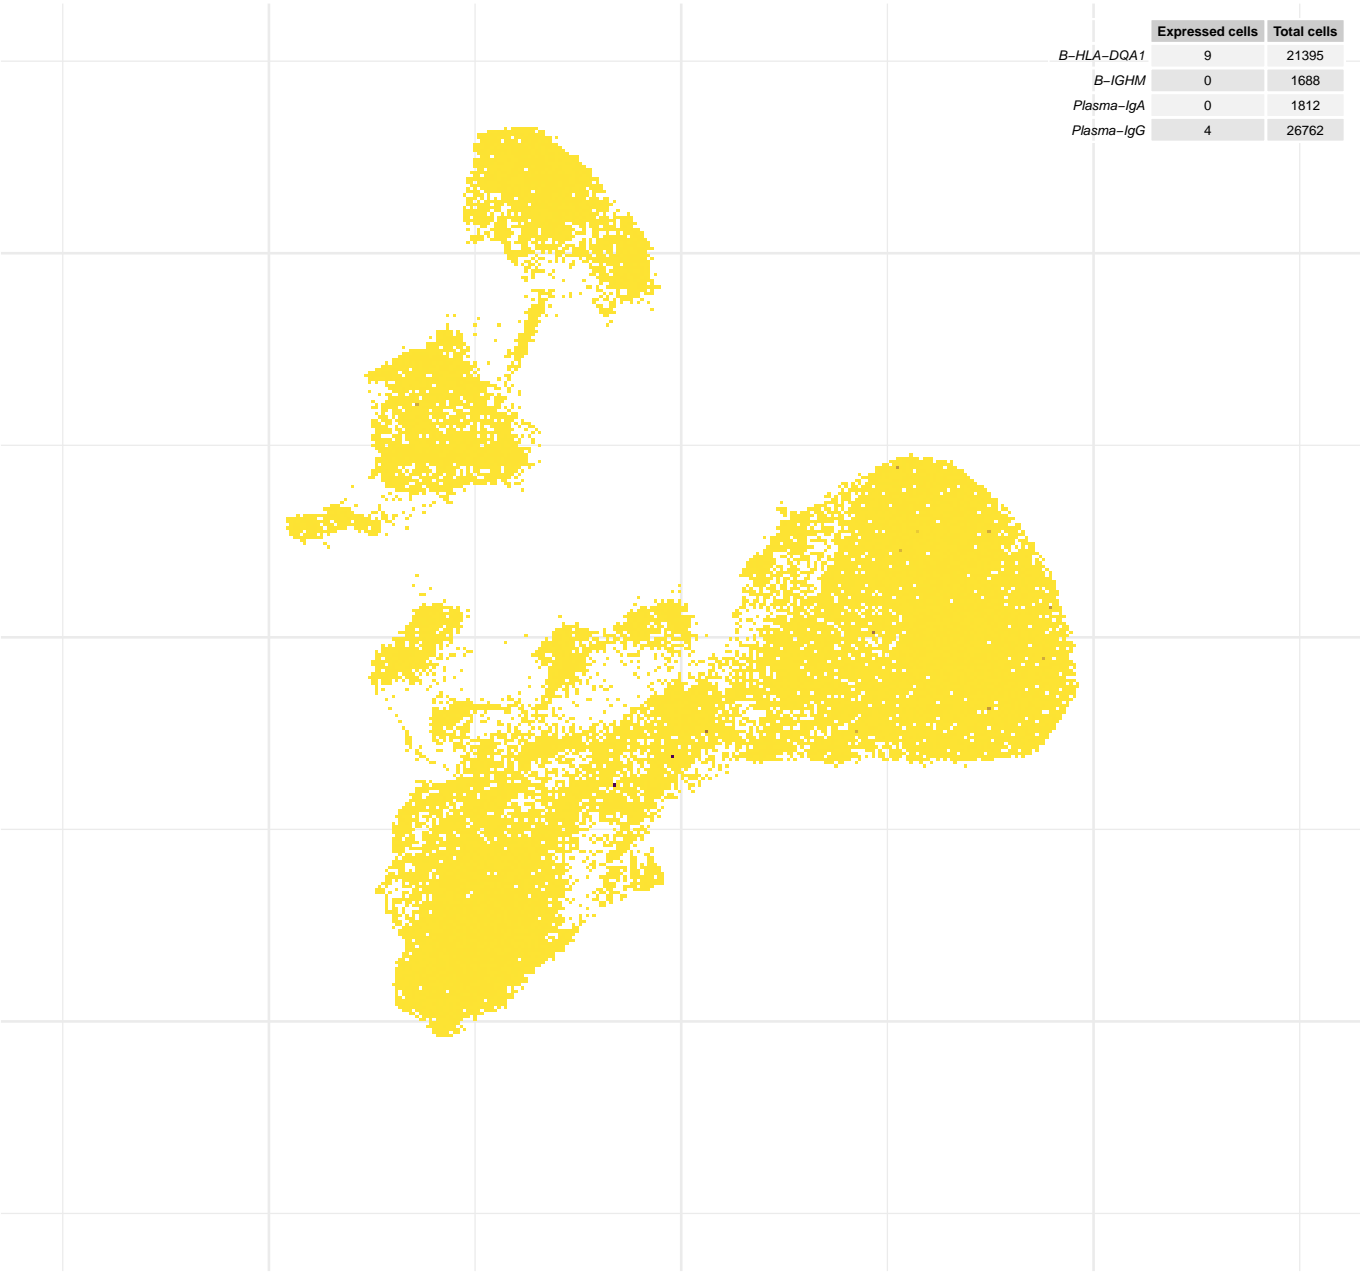 Expressed cells Total cells
B−HLA−DQA1 9 21395
B−IGHM 0 1688
Plasma−IgA 0 1812
Plasma−IgG 4 26762